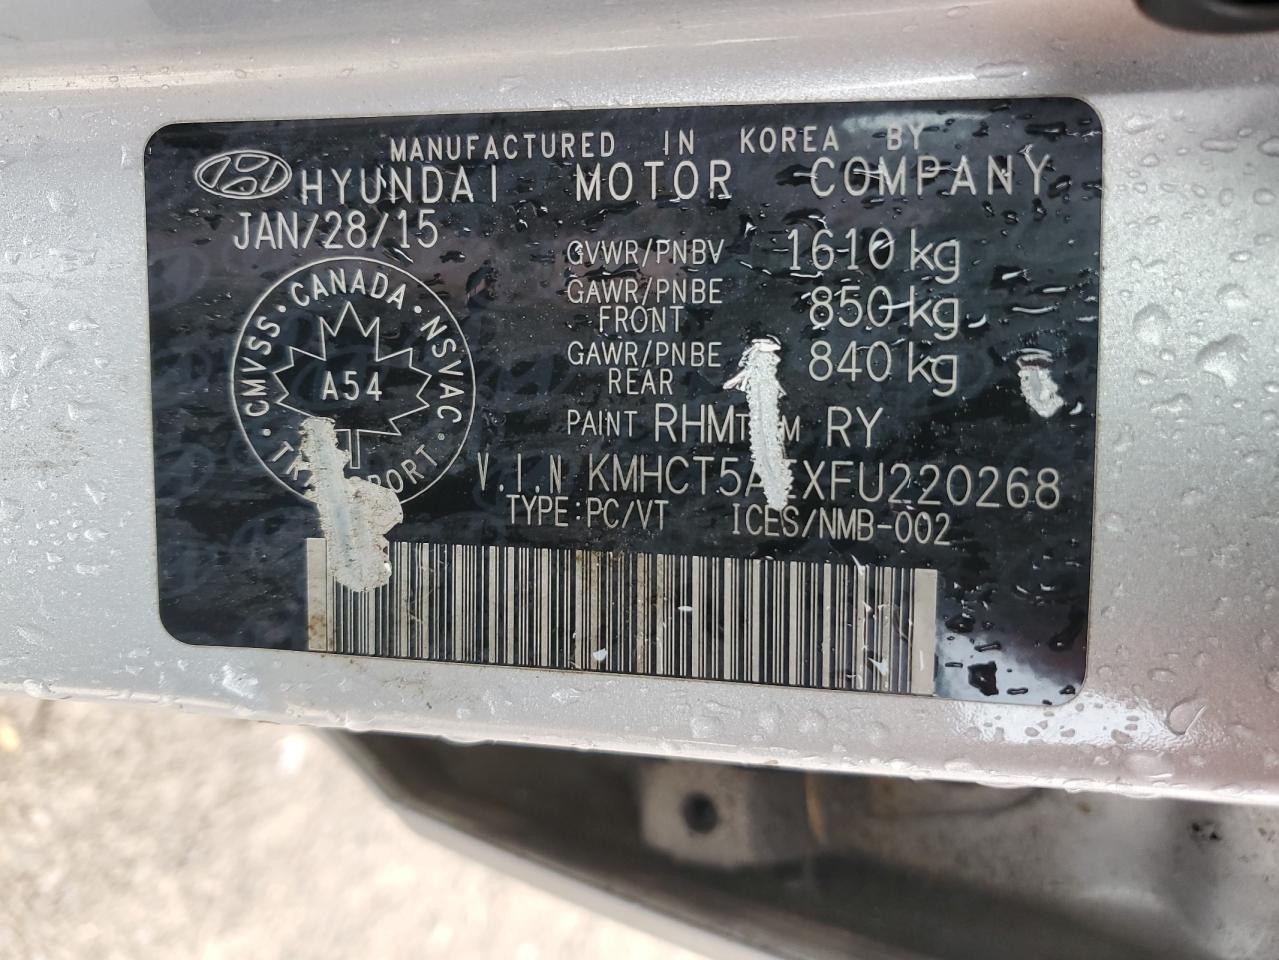 MANUFACTURED IN KOREA BY
HYUNDAI MOTOR COMPANY
JAN/28/15
GVWR/PNBV 1610 kg
GAWR/PNBE FRONT 850 kg
GAWR/PNBE REAR 840 kg
CANADA · NSVAC
· CMVSS ·
A54
PAINT RHM RY
V.I.N
TYPE:PC/VT ICES/NMB-002